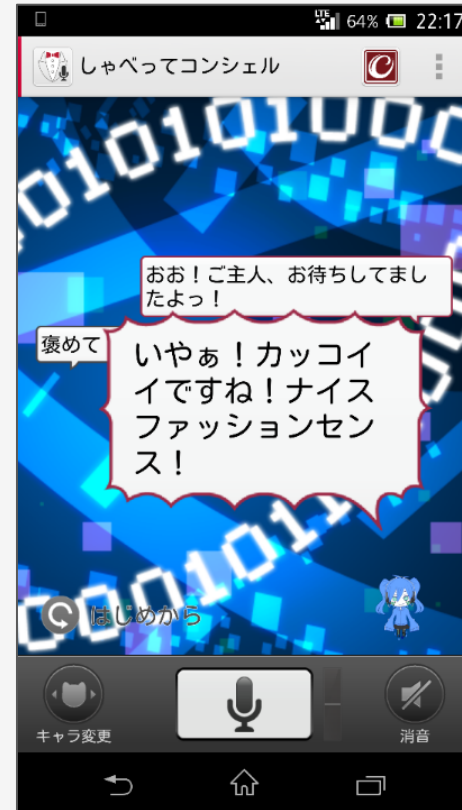 LTE 64% 22:17
しゃべってコンシェル
おお！ご主人、お待ちしてまし
たよっ！
褒めて
いやぁ！カッコイ
イですね！ナイス
ファッションセン
ス！
はじめから
キャラ変更
消音